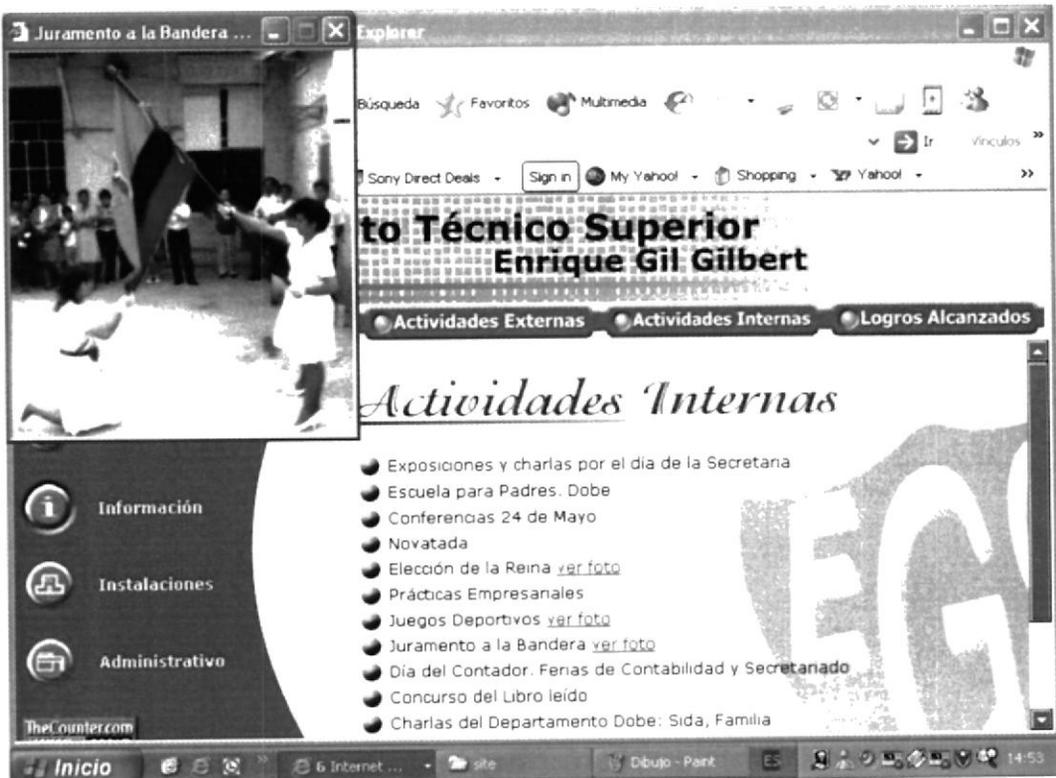 Juramento a la Bandera ...
Explorer
Búsqueda Favoritos Multimedia
Ir Vínculos »
Sony Direct Deals Sign in My Yahoo! Shopping Yahoo! »
to Técnico Superior
Enrique Gil Gilbert
Actividades Externas Actividades Internas Logros Alcanzados
Actividades Internas
Exposiciones y charlas por el día de la Secretaria
Escuela para Padres. Dobe
Conferencias 24 de Mayo
Novatada
Elección de la Reina ver foto
Prácticas Empresariales
Juegos Deportivos ver foto
Juramento a la Bandera ver foto
Día del Contador. Ferias de Contabilidad y Secretariado
Concurso del Libro leído
Charlas del Departamento Dobe: Sida, Familia
Información
Instalaciones
Administrativo
TheCounter.com
EG
Inicio » 6 Internet ... site Dibujo - Paint ES 14:53